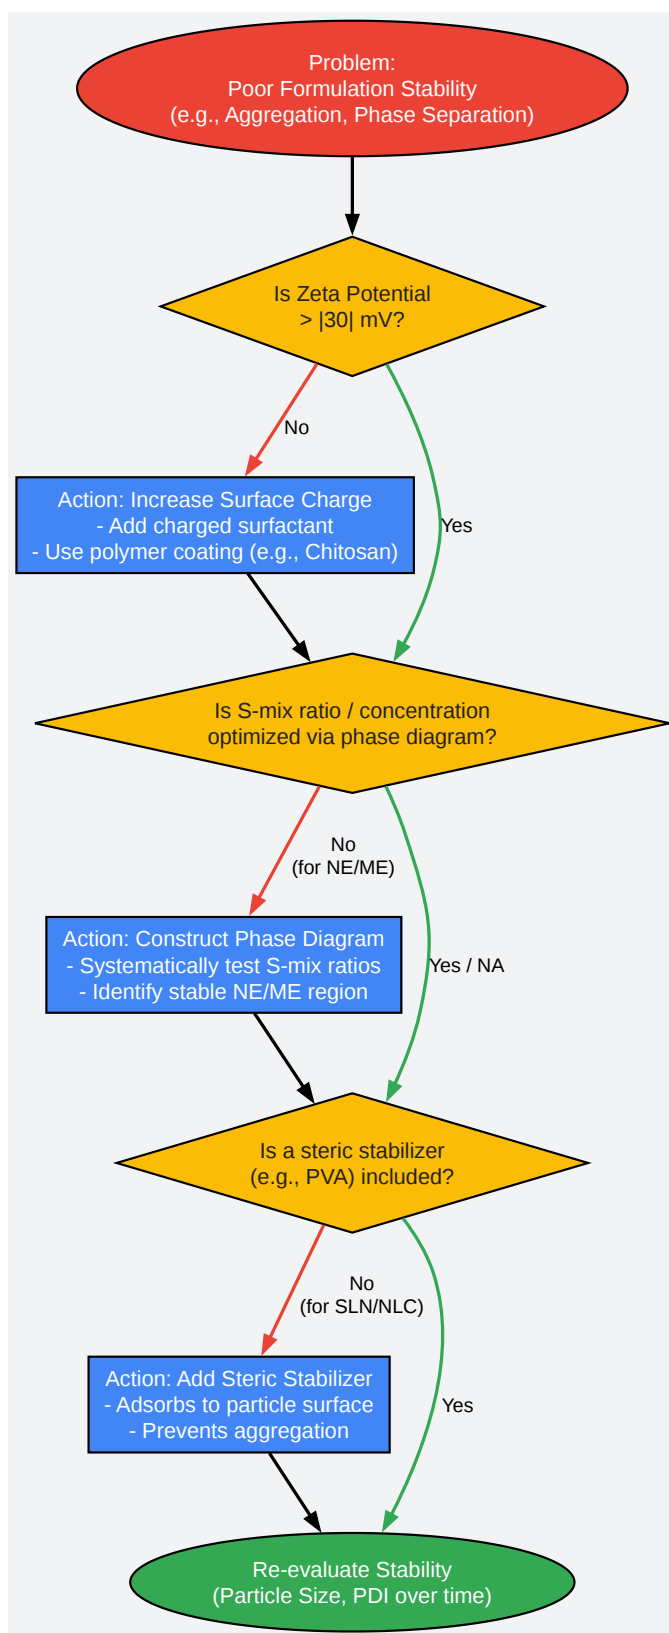 Problem:
Poor Formulation Stability
(e.g., Aggregation, Phase Separation)
Is Zeta Potential
> |30| mV?
No
Action: Increase Surface Charge
- Add charged surfactant
- Use polymer coating (e.g., Chitosan)
Yes
Is S-mix ratio / concentration
optimized via phase diagram?
No
(for NE/ME)
Action: Construct Phase Diagram
- Systematically test S-mix ratios
- Identify stable NE/ME region
Yes / NA
Is a steric stabilizer
(e.g., PVA) included?
No
(for SLN/NLC)
Action: Add Steric Stabilizer
- Adsorbs to particle surface
- Prevents aggregation
Yes
Re-evaluate Stability
(Particle Size, PDI over time)